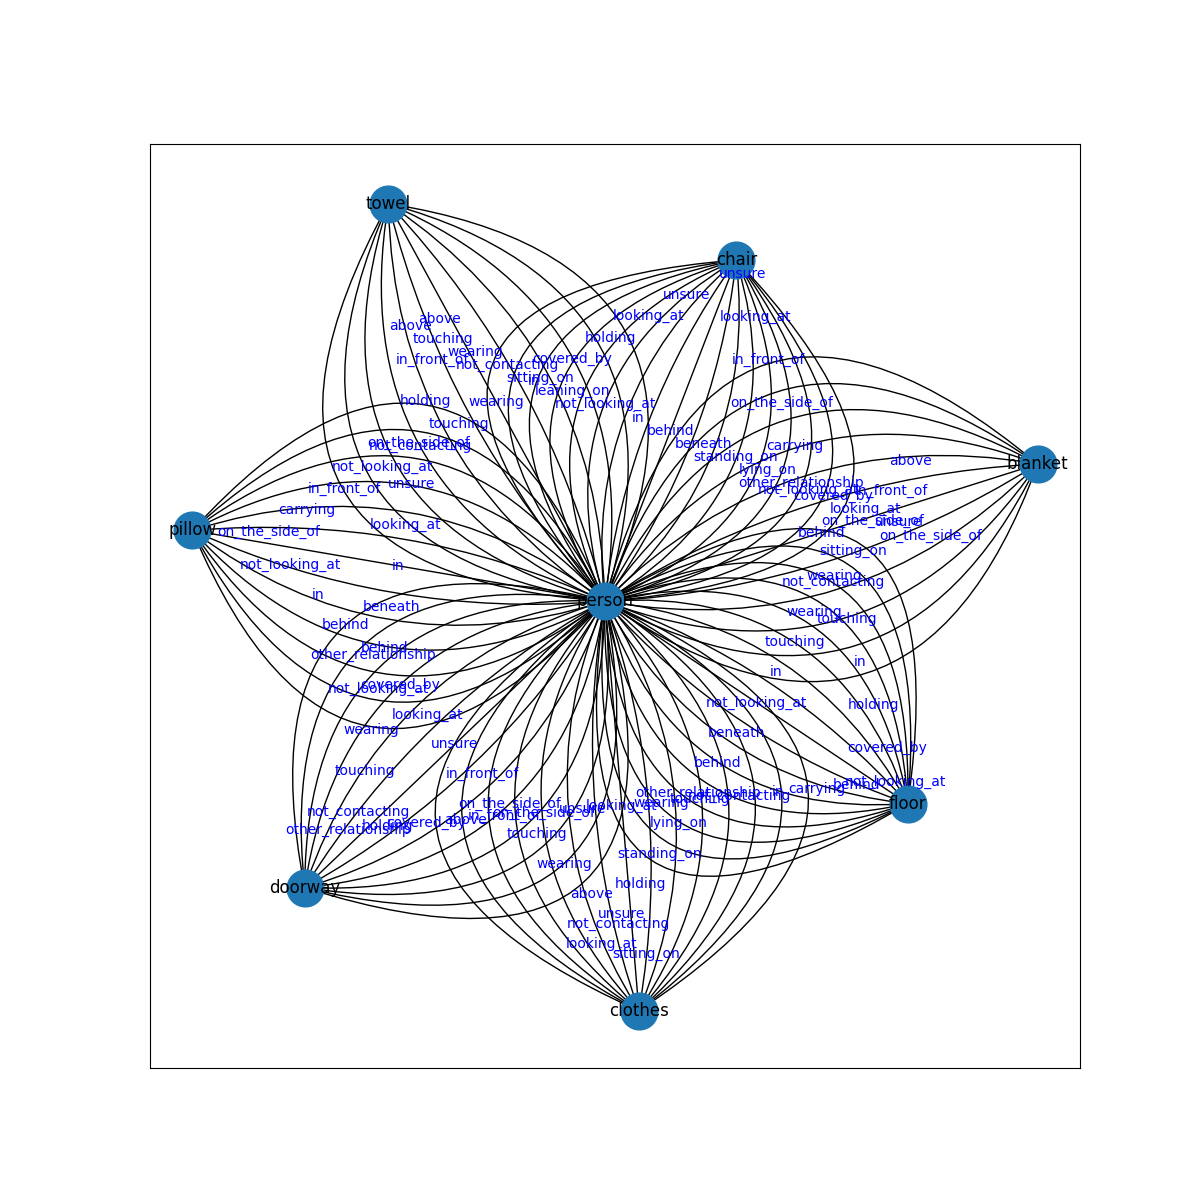 towel
chair
unsure
unsure
looking_at
looking_at
above
above
touching
holding
wearing
in_front_of
not_contacting
covered_by
in_front_of
sitting_on
in
leaning_on
holding
wearing
not_looking_at
on_the_side_of
in
touching
behind
on_the_side_of
not_contacting
beneath
carrying
standing_on
above
blanket
not_looking_at
lying_on
unsure
other_relationship
in_front_of
not_looking_at
in_front_of
covered_by
carrying
looking_at
looking_at
on_the_side_of
unsure
pillow
on_the_side_of
behind
on_the_side_of
sitting_on
not_looking_at
in
wearing
not_contacting
in
beneath
person
wearing
touching
behind
touching
behind
other_relationship
in
in
covered_by
not_looking_at
not_looking_at
holding
looking_at
wearing
beneath
unsure
covered_by
behind
touching
in_front_of
not_looking_at
behind
carrying
in
other_relationship
not_contacting
touching
wearing
looking_at
on_the_side_of
floor
unsure
on_the_side_of
not_contacting
in_front_of
above
covered_by
holding
other_relationship
lying_on
touching
standing_on
wearing
holding
doorway
above
unsure
not_contacting
looking_at
sitting_on
clothes